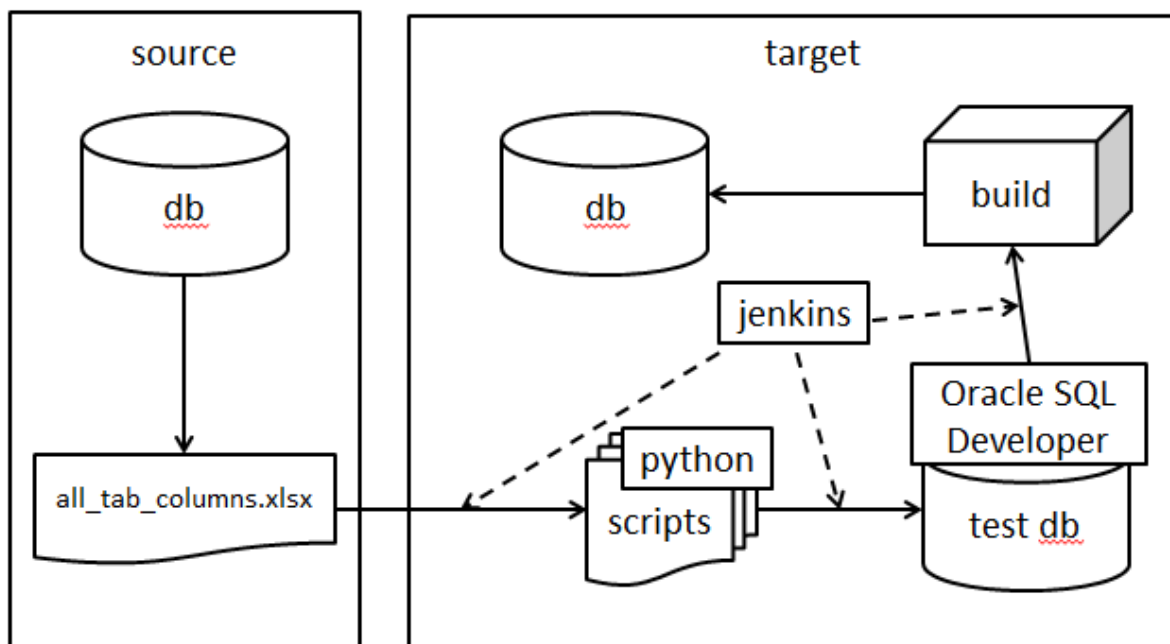 source
target
db
db
build
jenkins
Oracle SQL
Developer
python
all_tab_columns.xlsx
scripts
test db